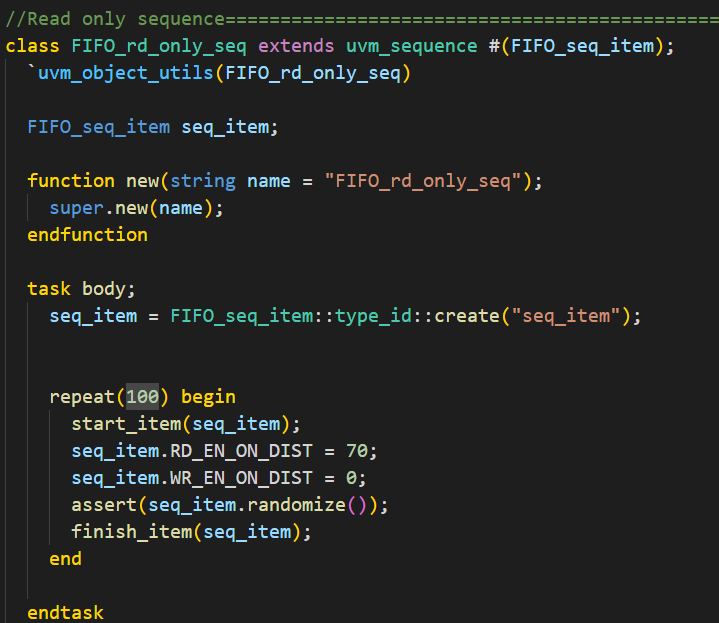 //Read only sequence=============================================
class FIFO_rd_only_seq extends uvm_sequence #(FIFO_seq_item);
`uvm_object_utils(FIFO_rd_only_seq)
FIFO_seq_item seq_item;
function new(string name = "FIFO_rd_only_seq");
super.new(name);
endfunction
task body;
seq_item = FIFO_seq_item::type_id::create("seq_item");
repeat(100) begin
start_item(seq_item);
seq_item.RD_EN_ON_DIST = 70;
seq_item.WR_EN_ON_DIST = 0;
assert(seq_item.randomize());
finish_item(seq_item);
end
endtask